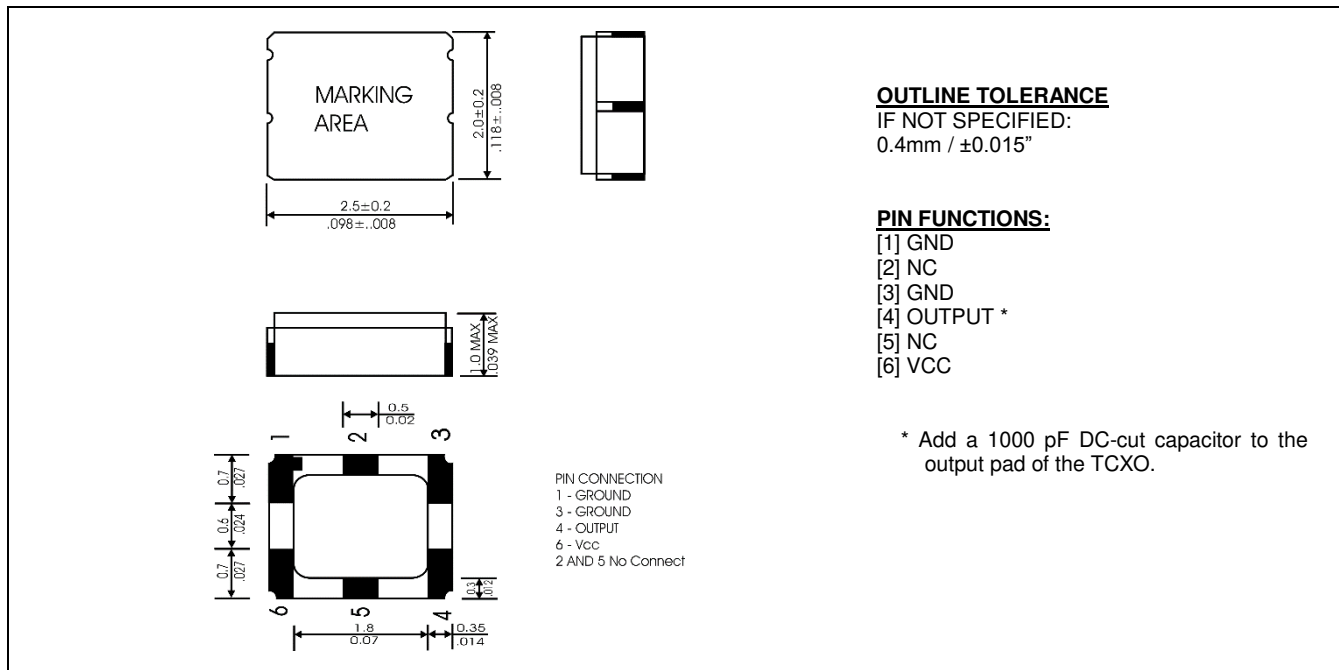 MARKING
AREA
2.0±0.2
.118±..008
2.5±0.2
.098±..008
OUTLINE TOLERANCE
IF NOT SPECIFIED:
0.4mm / ±0.015”
PIN FUNCTIONS:
[1] GND
[2] NC
[3] GND
[4] OUTPUT *
[5] NC
[6] VCC
* Add a 1000 pF DC-cut capacitor to the
output pad of the TCXO.
1.0 MAX
.039 MAX
0.5
0.02
1 2 3
0.7
.027
0.6
.024
0.7
.027
0.3
.012
6 5 4
1.8
0.07
0.35
.014
PIN CONNECTION
1 - GROUND
3 - GROUND
4 - OUTPUT
6 - Vcc
2 AND 5 No Connect